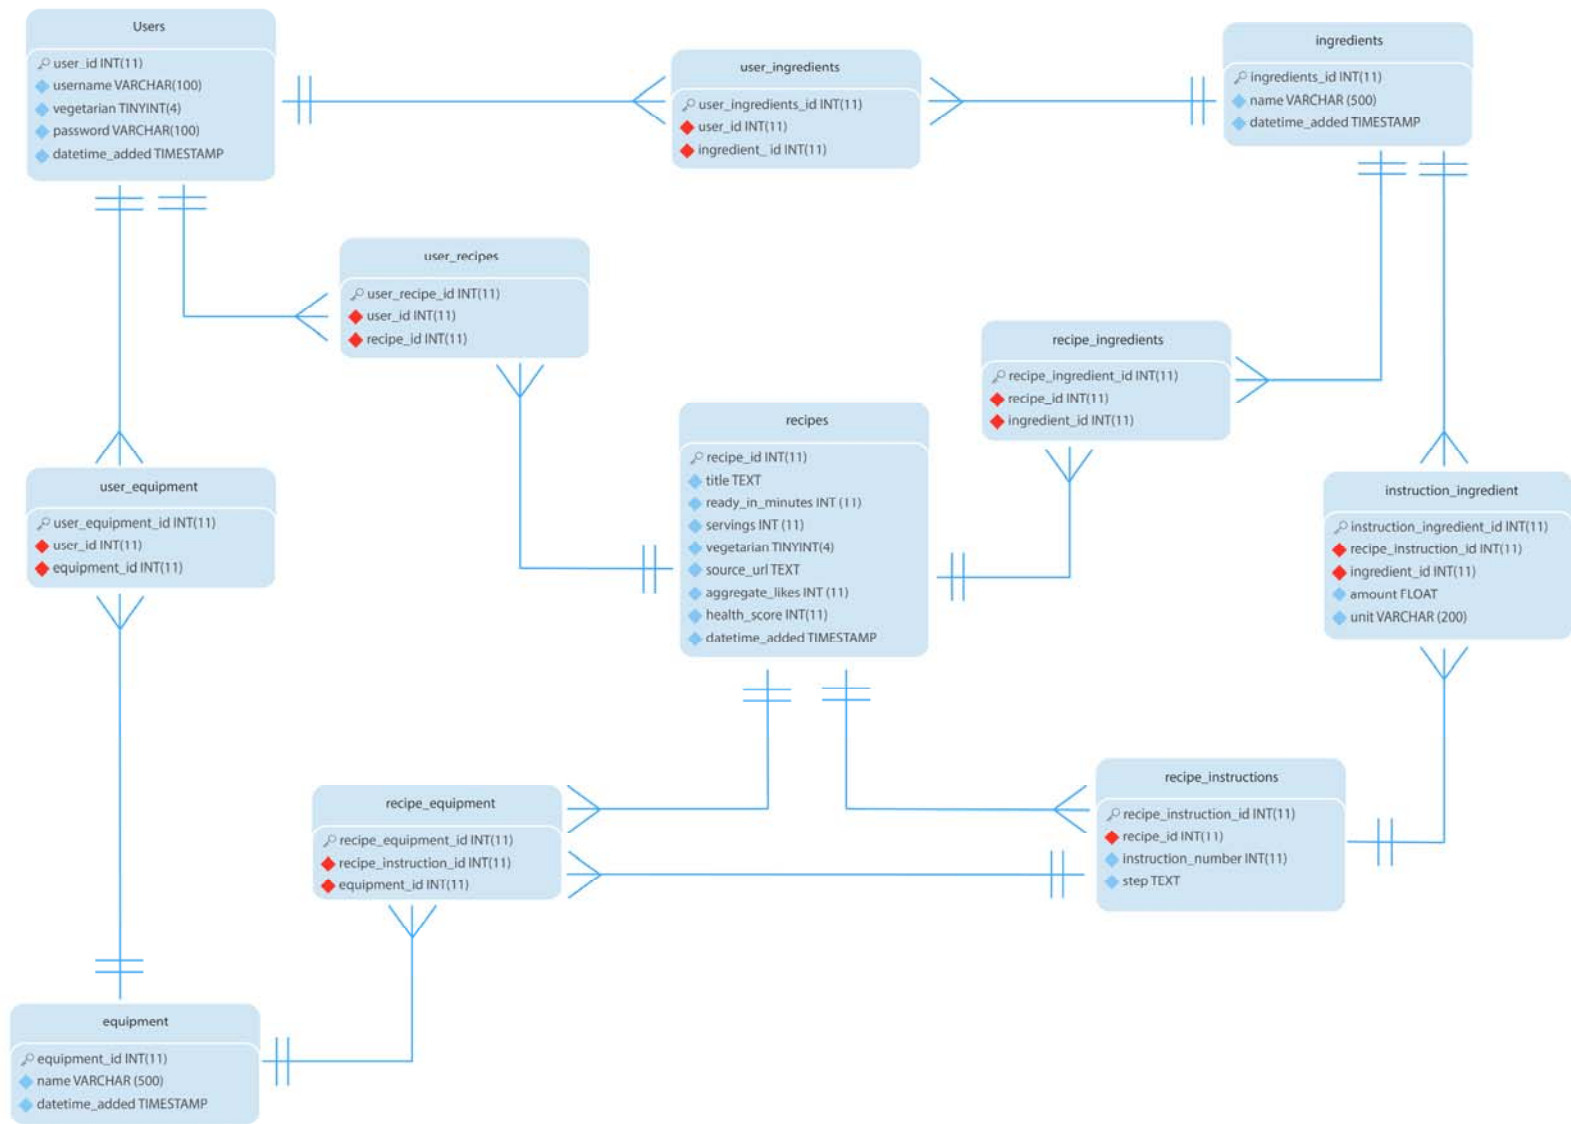 Users
user_id INT(11)
username VARCHAR(100)
vegetarian TINYINT(4)
password VARCHAR(100)
datetime_added TIMESTAMP
user_ingredients
user_ingredients_id INT(11)
user_id INT(11)
ingredient_ id INT(11)
ingredients
ingredients_id INT(11)
name VARCHAR (500)
datetime_added TIMESTAMP
user_recipes
user_recipe_id INT(11)
user_id INT(11)
recipe_id INT(11)
recipe_ingredients
recipe_ingredient_id INT(11)
recipe_id INT(11)
ingredient_id INT(11)
recipes
recipe_id INT(11)
title TEXT
ready_in_minutes INT (11)
servings INT (11)
vegetarian TINYINT(4)
source_url TEXT
aggregate_likes INT (11)
health_score INT(11)
datetime_added TIMESTAMP
user_equipment
user_equipment_id INT(11)
user_id INT(11)
equipment_id INT(11)
instruction_ingredient
instruction_ingredient_id INT(11)
recipe_instruction_id INT(11)
ingredient_id INT(11)
amount FLOAT
unit VARCHAR (200)
recipe_equipment
recipe_equipment_id INT(11)
recipe_instruction_id INT(11)
equipment_id INT(11)
recipe_instructions
recipe_instruction_id INT(11)
recipe_id INT(11)
instruction_number INT(11)
step TEXT
equipment
equipment_id INT(11)
name VARCHAR (500)
datetime_added TIMESTAMP